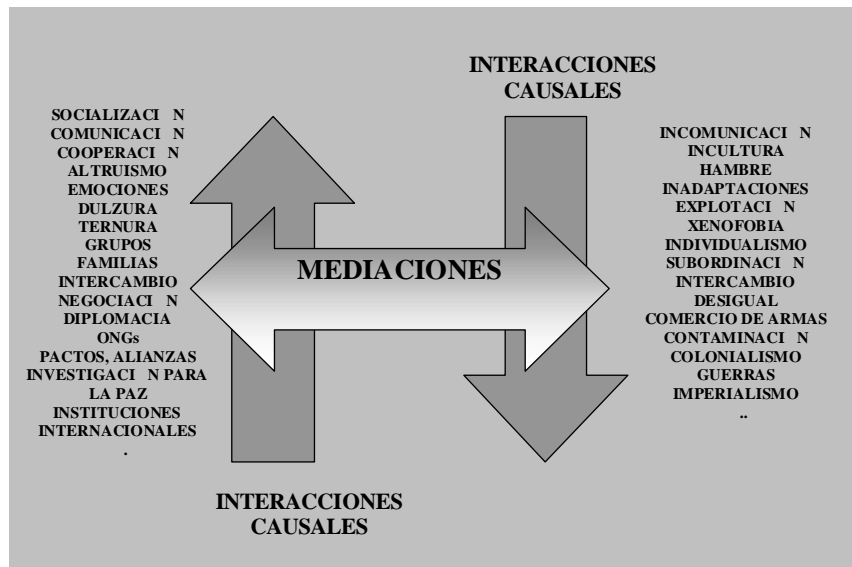 INTERACCIONES
CAUSALES
SOCIALIZACI N
COMUNICACI N
COOPERACI N
ALTRUISMO
EMOCIONES
DULZURA
TERNURA
GRUPOS
FAMILIAS
INTERCAMBIO
NEGOCIACI N
DIPLOMACIA
ONGs
PACTOS, ALIANZAS
INVESTIGACI N PARA
LA PAZ
INSTITUCIONES
INTERNACIONALES
.
MEDIACIONES
INCOMUNICACI N
INCULTURA
HAMBRE
INADAPTACIONES
EXPLOTACI N
XENOFOBIA
INDIVIDUALISMO
SUBORDINACI N
INTERCAMBIO
DESIGUAL
COMERCIO DE ARMAS
CONTAMINACI N
COLONIALISMO
GUERRAS
IMPERIALISMO
..
INTERACCIONES
CAUSALES